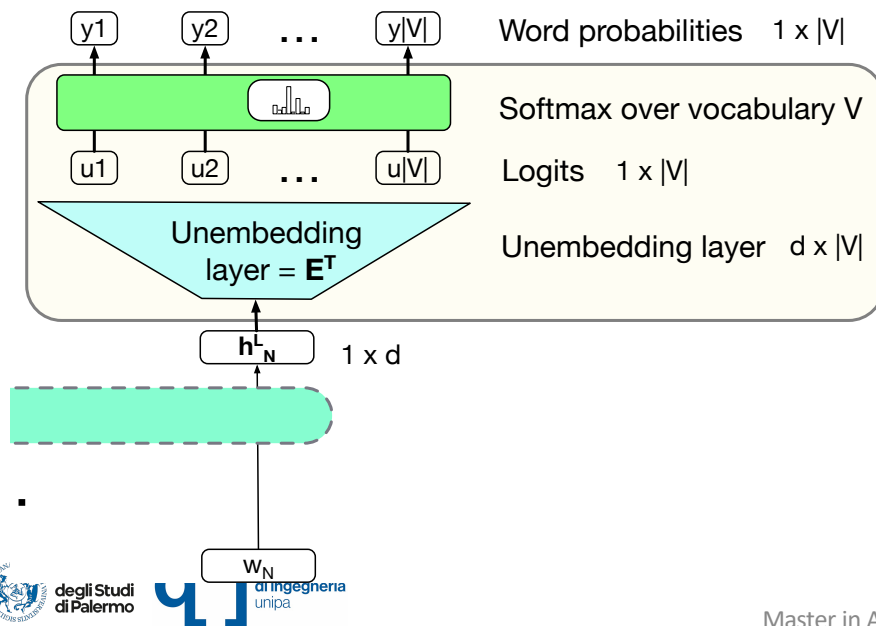 y1 y2 ... y|V| Word probabilities 1 x |V|
Softmax over vocabulary V
u1 u2 ... u|V| Logits 1 x |V|
Unembedding
layer = E^T
Unembedding layer d x |V|
h^L_N 1 x d
.
w_N
degli Studi
di Palermo
di ingegneria
unipa
Master in A